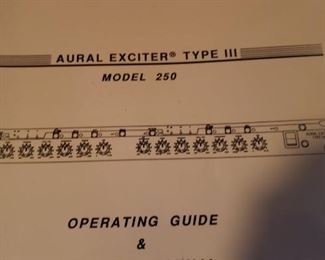 AURAL EXCITER® TYPE III
MODEL 250
OPERATING GUIDE
&